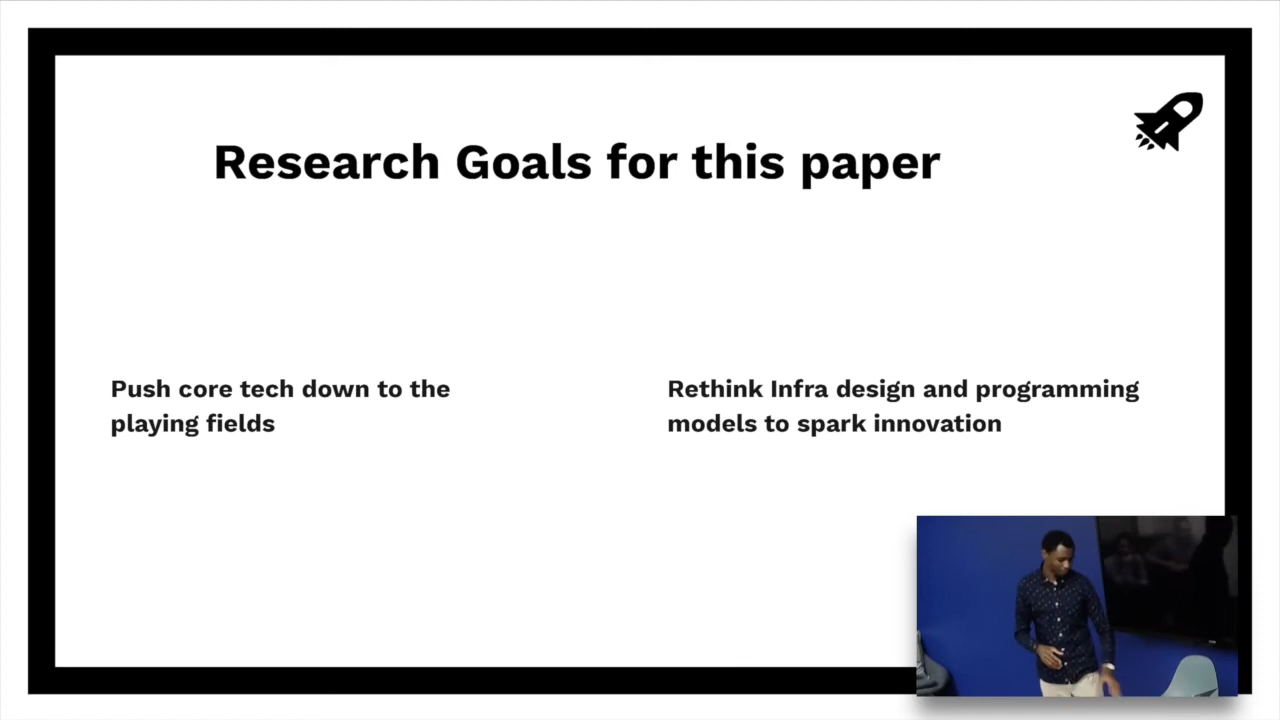 Research Goals for this paper
Push core tech down to the
playing fields
Rethink Infra design and programming
models to spark innovation